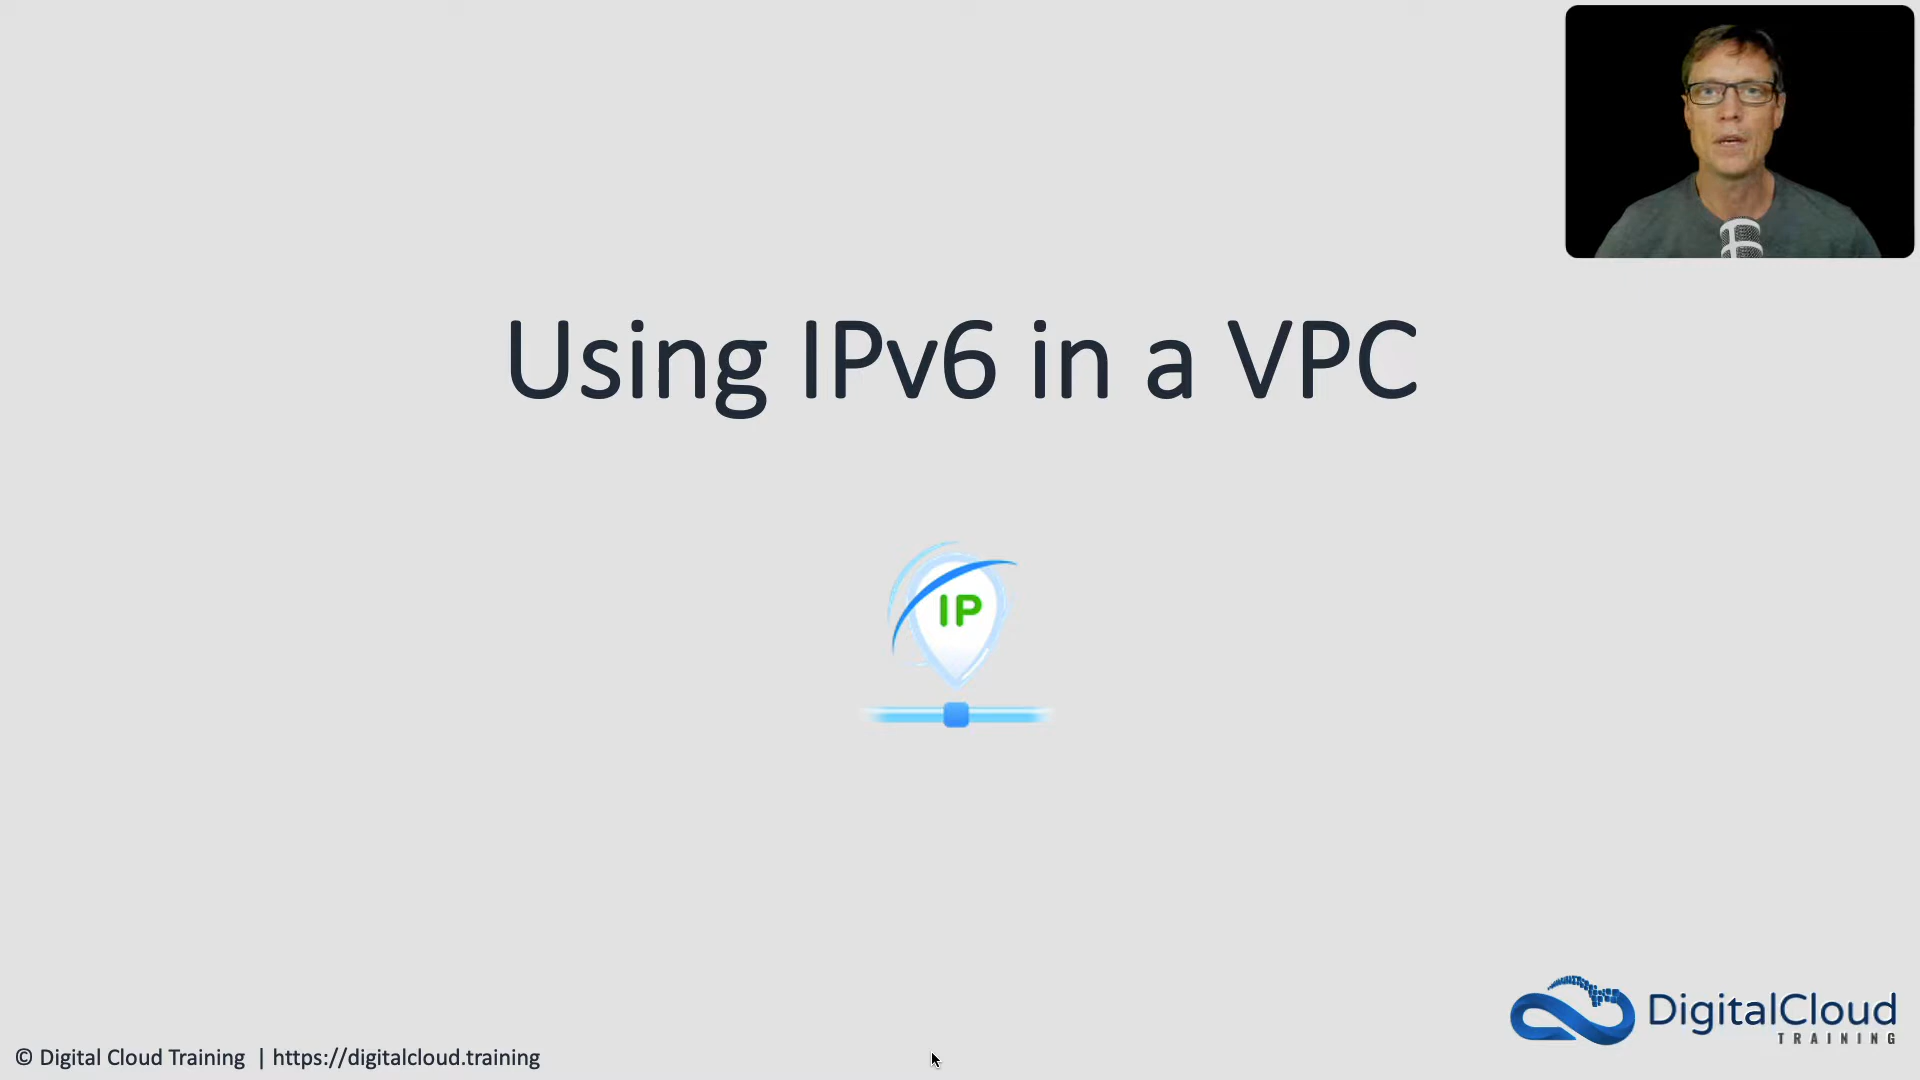 Using IPv6 in a VPC
IP
DigitalCloud
TRAINING
© Digital Cloud Training | https://digitalcloud.training